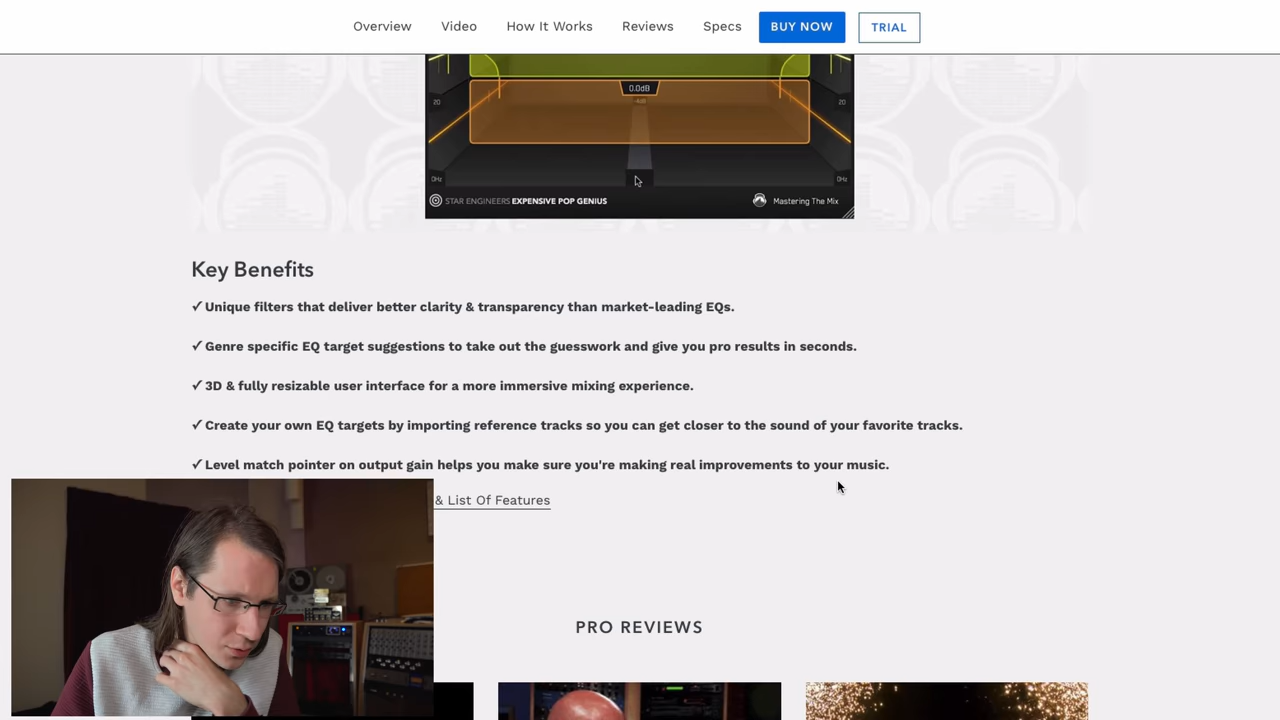 Overview Video How It Works Reviews Specs BUY NOW TRIAL
0.0dB
-4dB
20 20
0Hz 0Hz
STAR ENGINEERS EXPENSIVE POP GENIUS Mastering The Mix
Key Benefits
✓ Unique filters that deliver better clarity & transparency than market-leading EQs.
✓ Genre specific EQ target suggestions to take out the guesswork and give you pro results in seconds.
✓ 3D & fully resizable user interface for a more immersive mixing experience.
✓ Create your own EQ targets by importing reference tracks so you can get closer to the sound of your favorite tracks.
✓ Level match pointer on output gain helps you make sure you're making real improvements to your music.
& List Of Features
PRO REVIEWS